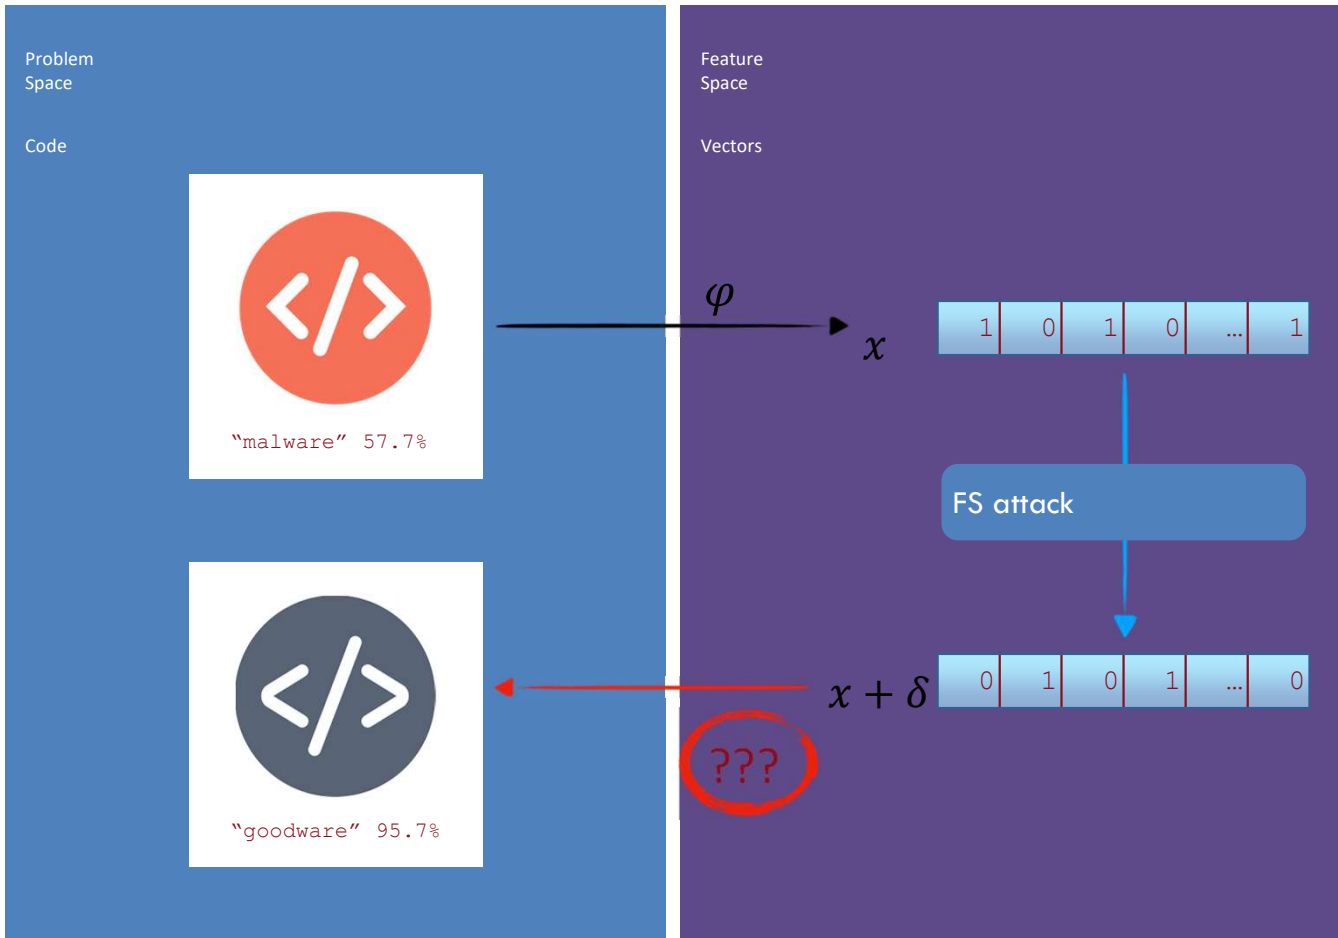 Problem
Space
Code
</>
“malware” 57.7%
</>
“goodware” 95.7%
Feature
Space
Vectors
φ
x
1 0 1 0 … 1
FS attack
x + δ
0 1 0 1 … 0
???